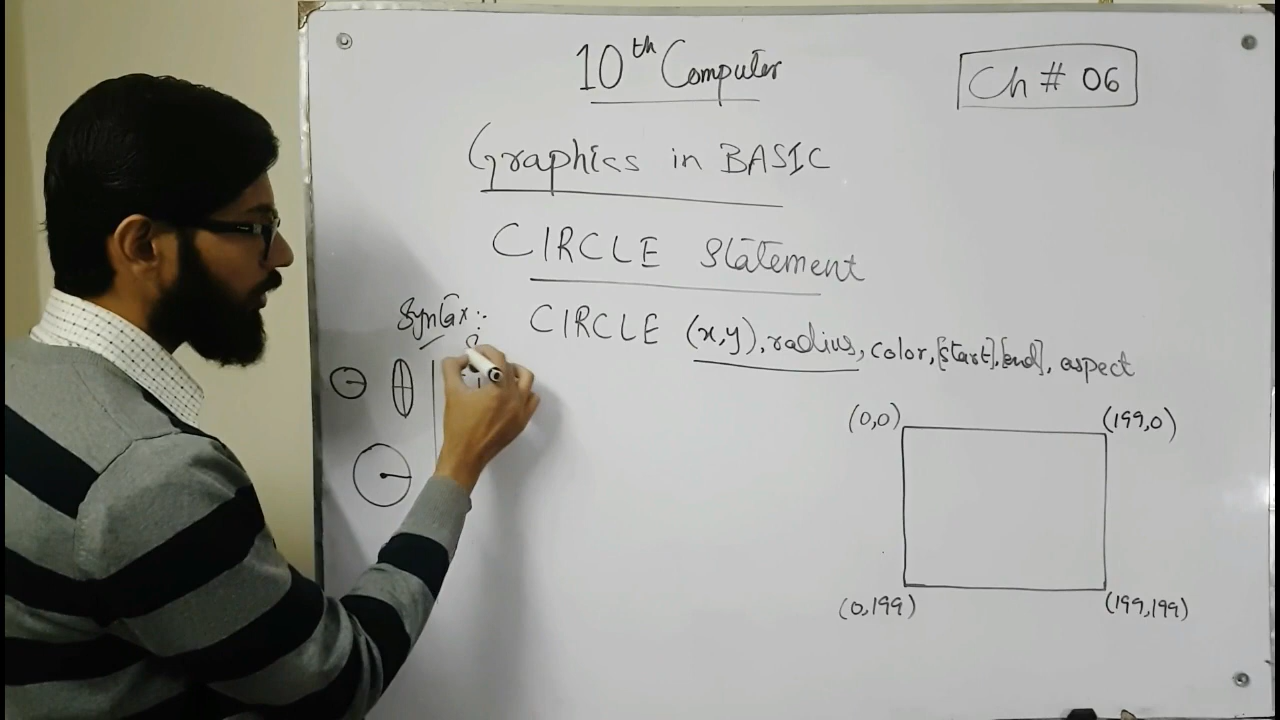 10th Computer
Ch # 06
Graphics in BASIC
CIRCLE Statement
Syntax:- CIRCLE (x,y), radius, color, [start], [end], aspect
(0,0) (199,0)
(0,199) (199,199)